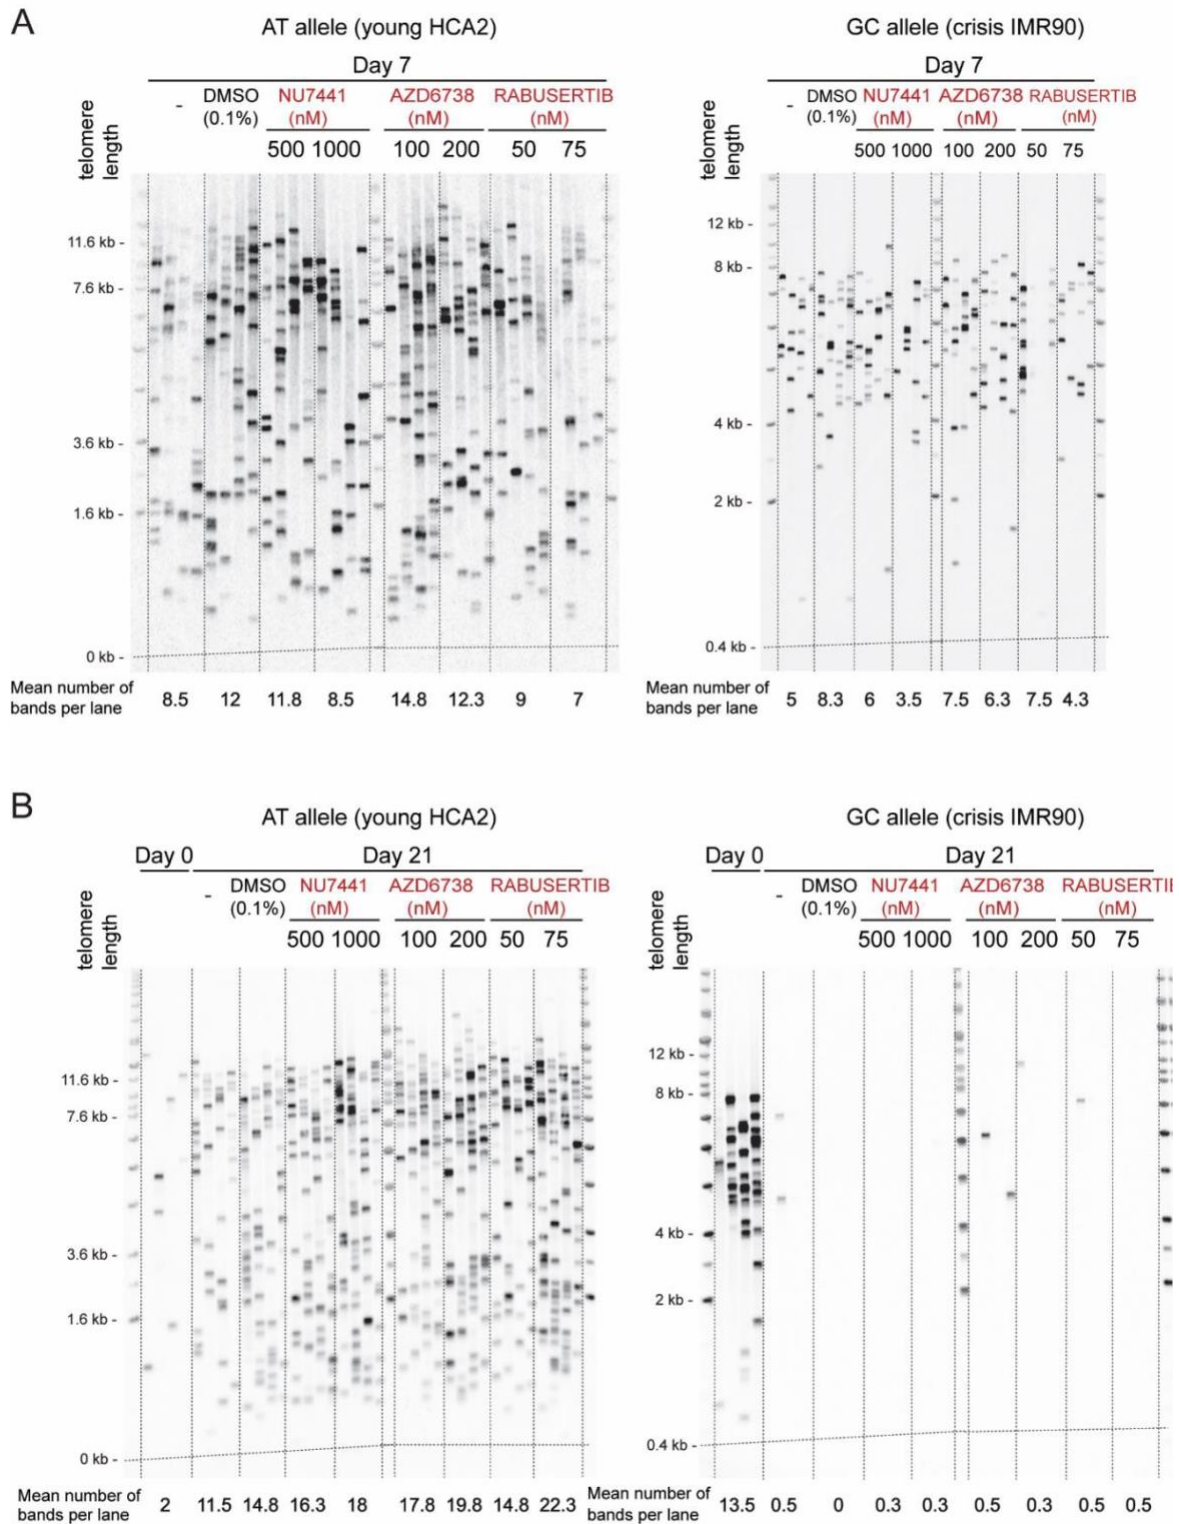 A
AT allele (young HCA2)
Day 7
telomere length
-
DMSO (0.1%)
NU7441 (nM)
AZD6738 (nM)
RABUSERTIB (nM)
500 1000 100 200 50 75
11.6 kb -
7.6 kb -
3.6 kb -
1.6 kb -
0 kb -
Mean number of bands per lane
8.5 12 11.8 8.5 14.8 12.3 9 7
GC allele (crisis IMR90)
Day 7
telomere length
-
DMSO (0.1%)
NU7441 (nM)
AZD6738 (nM)
RABUSERTIB (nM)
500 1000 100 200 50 75
12 kb -
8 kb -
4 kb -
2 kb -
0.4 kb -
Mean number of bands per lane
5 8.3 6 3.5 7.5 6.3 7.5 4.3
B
AT allele (young HCA2)
Day 0 Day 21
telomere length
-
DMSO (0.1%)
NU7441 (nM)
AZD6738 (nM)
RABUSERTIB (nM)
500 1000 100 200 50 75
11.6 kb -
7.6 kb -
3.6 kb -
1.6 kb -
0 kb -
Mean number of bands per lane
2 11.5 14.8 16.3 18 17.8 19.8 14.8 22.3
GC allele (crisis IMR90)
Day 0 Day 21
telomere length
-
DMSO (0.1%)
NU7441 (nM)
AZD6738 (nM)
RABUSERTI (nM)
500 1000 100 200 50 75
12 kb -
8 kb -
4 kb -
2 kb -
0.4 kb -
Mean number of bands per lane
13.5 0.5 0 0.3 0.3 0.5 0.3 0.5 0.5